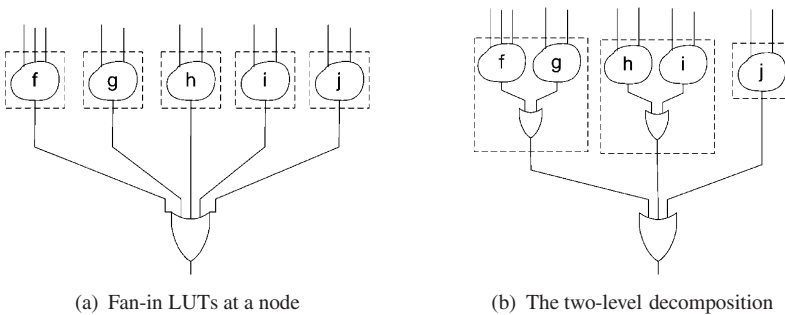 f g h i j
f g h i j
(a) Fan-in LUTs at a node
(b) The two-level decomposition